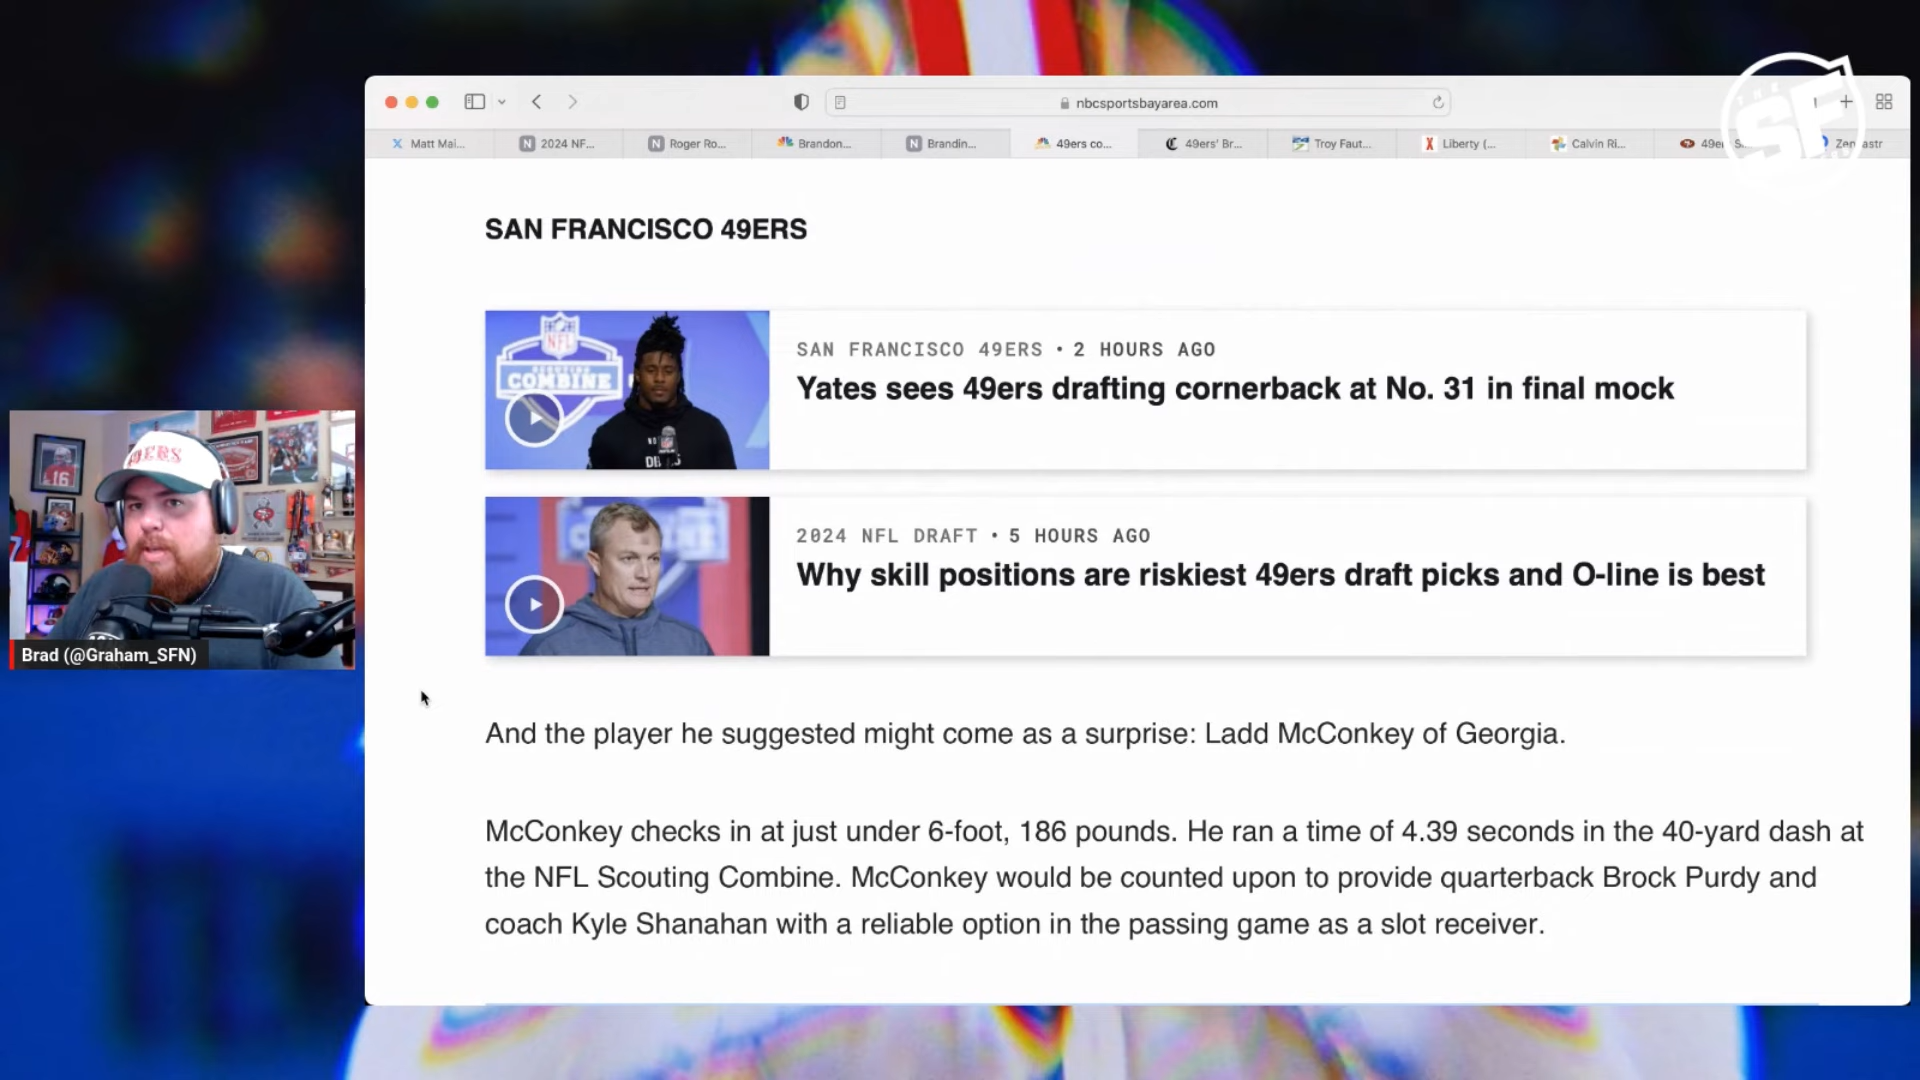 THE
SF
nbcsportsbayarea.com
Matt Mai...
2024 NF...
Roger Ro...
Brandon...
Brandin...
49ers co...
49ers' Br...
Troy Faut...
Liberty (...
Calvin Ri...
SAN FRANCISCO 49ERS
NFL
SCOUTING
COMBINE
SAN FRANCISCO 49ERS • 2 HOURS AGO
Yates sees 49ers drafting cornerback at No. 31 in final mock
2024 NFL DRAFT • 5 HOURS AGO
Why skill positions are riskiest 49ers draft picks and O-line is best
16
Brad (@Graham_SFN)
And the player he suggested might come as a surprise: Ladd McConkey of Georgia.
McConkey checks in at just under 6-foot, 186 pounds. He ran a time of 4.39 seconds in the 40-yard dash at
the NFL Scouting Combine. McConkey would be counted upon to provide quarterback Brock Purdy and
coach Kyle Shanahan with a reliable option in the passing game as a slot receiver.